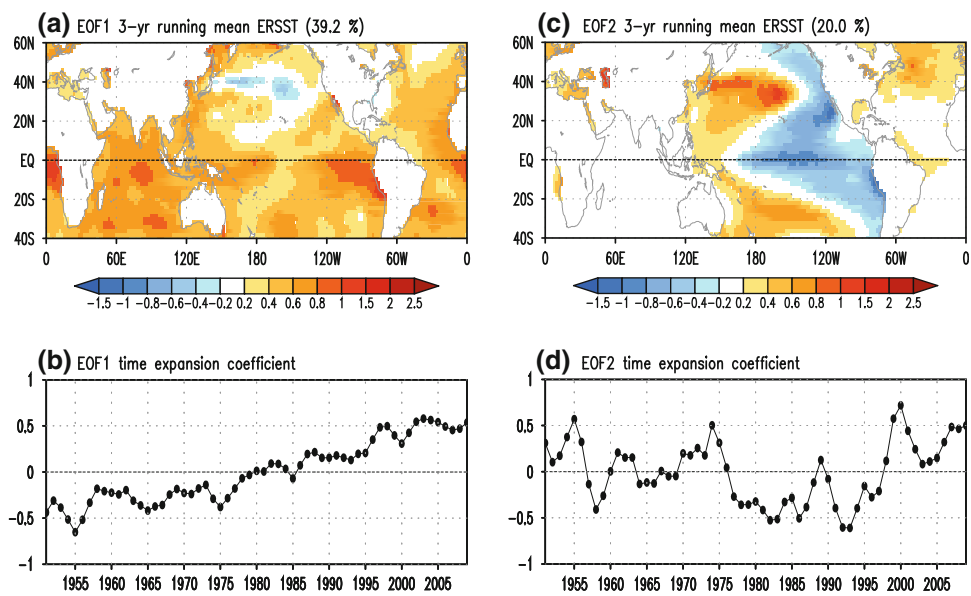 (a) EOF1 3-yr running mean ERSST (39.2 %)
60N
40N
20N
EQ
20S
40S
0 60E 120E 180 120W 60W 0
-1.5 -1 -0.8 -0.6 -0.4 -0.2 0.2 0.4 0.6 0.8 1 1.5 2 2.5
(c) EOF2 3-yr running mean ERSST (20.0 %)
60N
40N
20N
EQ
20S
40S
0 60E 120E 180 120W 60W 0
-1.5 -1 -0.8 -0.6 -0.4 -0.2 0.2 0.4 0.6 0.8 1 1.5 2 2.5
(b) EOF1 time expansion coefficient
1
0.5
0
-0.5
-1
1955 1960 1965 1970 1975 1980 1985 1990 1995 2000 2005
(d) EOF2 time expansion coefficient
1
0.5
0
-0.5
-1
1955 1960 1965 1970 1975 1980 1985 1990 1995 2000 2005